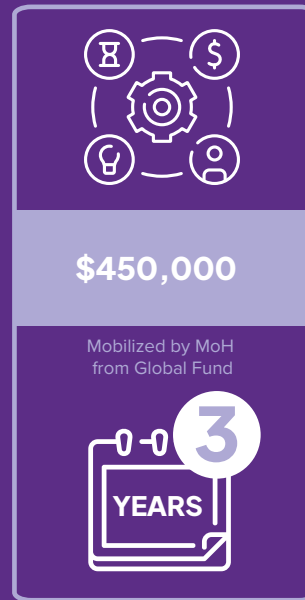 $
$450,000
Mobilized by MoH
from Global Fund
3
YEARS